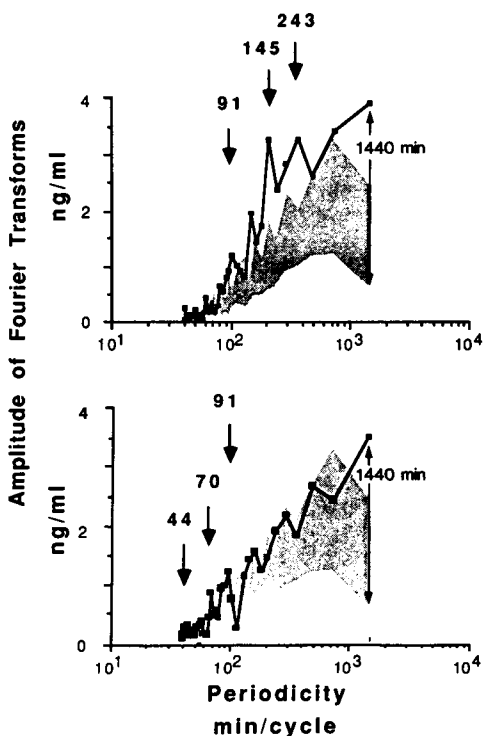 243
145
91
4
1440 min
2
0
10¹ 10² 10³ 10⁴
ng/ml
Amplitude of Fourier Transforms
91
70
44
4
1440 min
2
0
10¹ 10² 10³ 10⁴
ng/ml
Periodicity
min/cycle